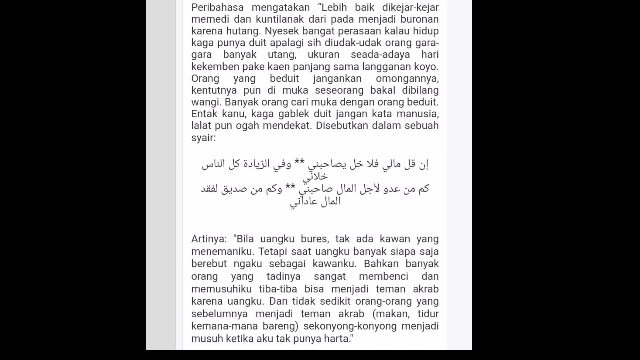 Peribahasa mengatakan "Lebih baik dikejar-kejar
memedi dan kuntilanak dari pada menjadi buronan
karena hutang. Nyesek bangat perasaan kalau hidup
kaga punya duit apalagi sih diudak-udak orang gara-
gara banyak utang, ukuran seada-adaya hari
kekemben pake kaen panjang sama langganan koyo.
Orang yang beduit jangankan omongannya,
kentutnya pun di muka seseorang bakal dibilang
wangi. Banyak orang cari muka dengan orang beduit.
Entak kanu, kaga gablek duit jangan kata manusia,
lalat pun ogah mendekat. Disebutkan dalam sebuah
syair:
إن قل مالي فلا خل يصاحبني ** وفي الزيادة كل الناس
خلاني
كم من عدو لأجل المال صاحبني ** وكم من صديق لفقد
المال عاداني
Artinya: "Bila uangku bures, tak ada kawan yang
menemaniku. Tetapi saat uangku banyak siapa saja
berebut ngaku sebagai kawanku. Bahkan banyak
orang yang tadinya sangat membenci dan
memusuhiku tiba-tiba bisa menjadi teman akrab
karena uangku. Dan tidak sedikit orang-orang yang
sebelumnya menjadi teman akrab (makan, tidur
kemana-mana bareng) sekonyong-konyong menjadi
musuh ketika aku tak punya harta."